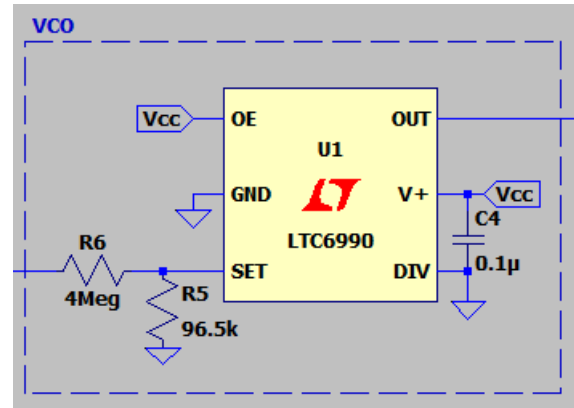 VCO
Vcc
OE
OUT
U1
GND
V+
Vcc
C4
R6
LTC6990
SET
DIV
0.1µ
4Meg
R5
96.5k